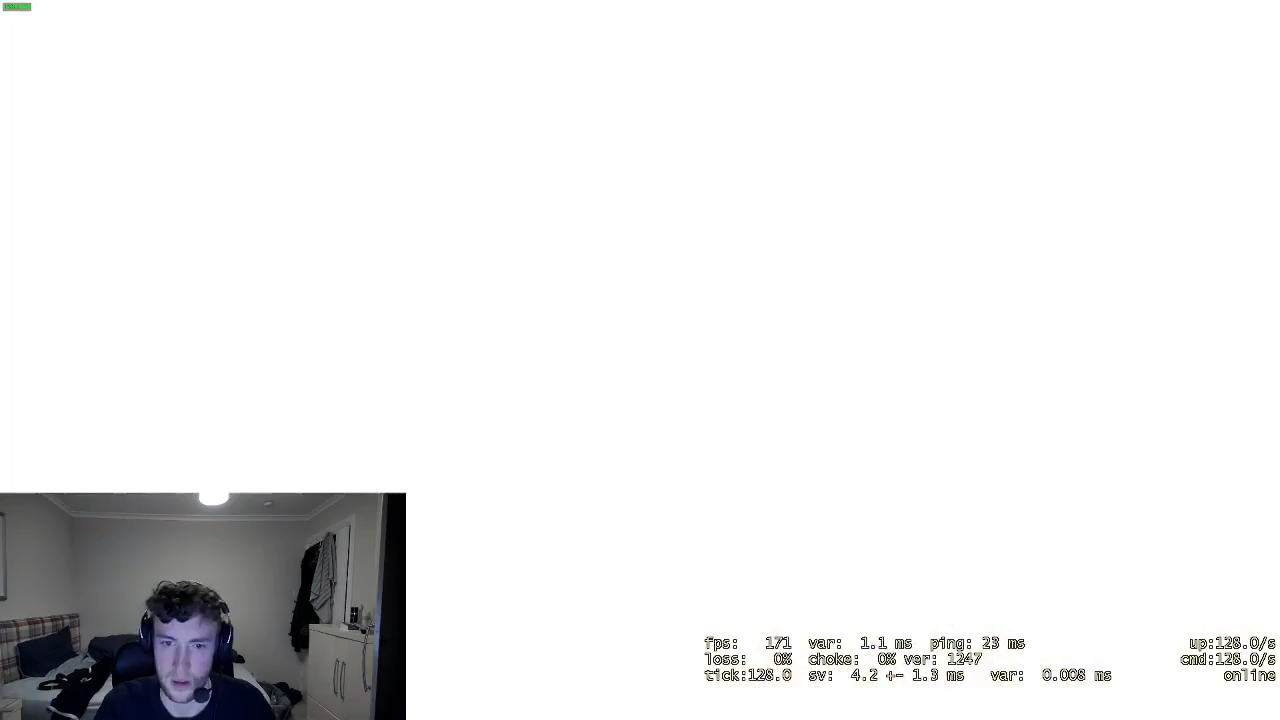 fps: 171 var: 1.1 ms ping: 23 ms up:128.0/s
loss: 0% choke: 0% ver: 1247 cmd:128.0/s
tick:128.0 sv: 4.2 +- 1.3 ms var: 0.008 ms online